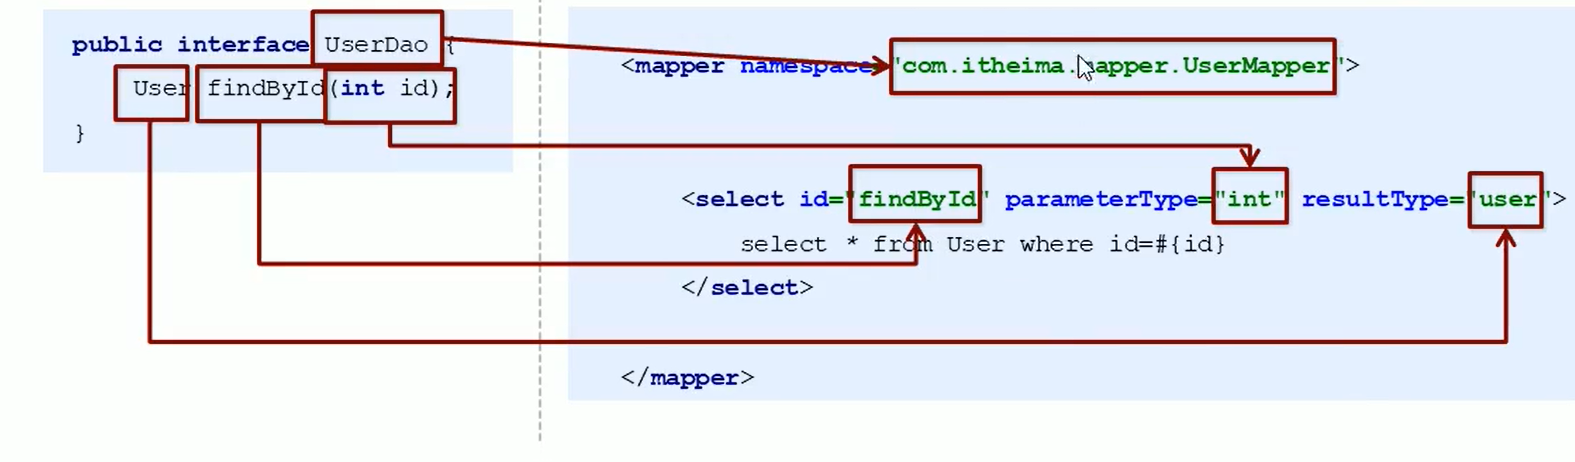 public interface UserDao {
User findById(int id);
}
<mapper namespace="com.itheima.mapper.UserMapper">
<select id="findById" parameterType="int" resultType="user">
select * from User where id=#{id}
</select>
</mapper>